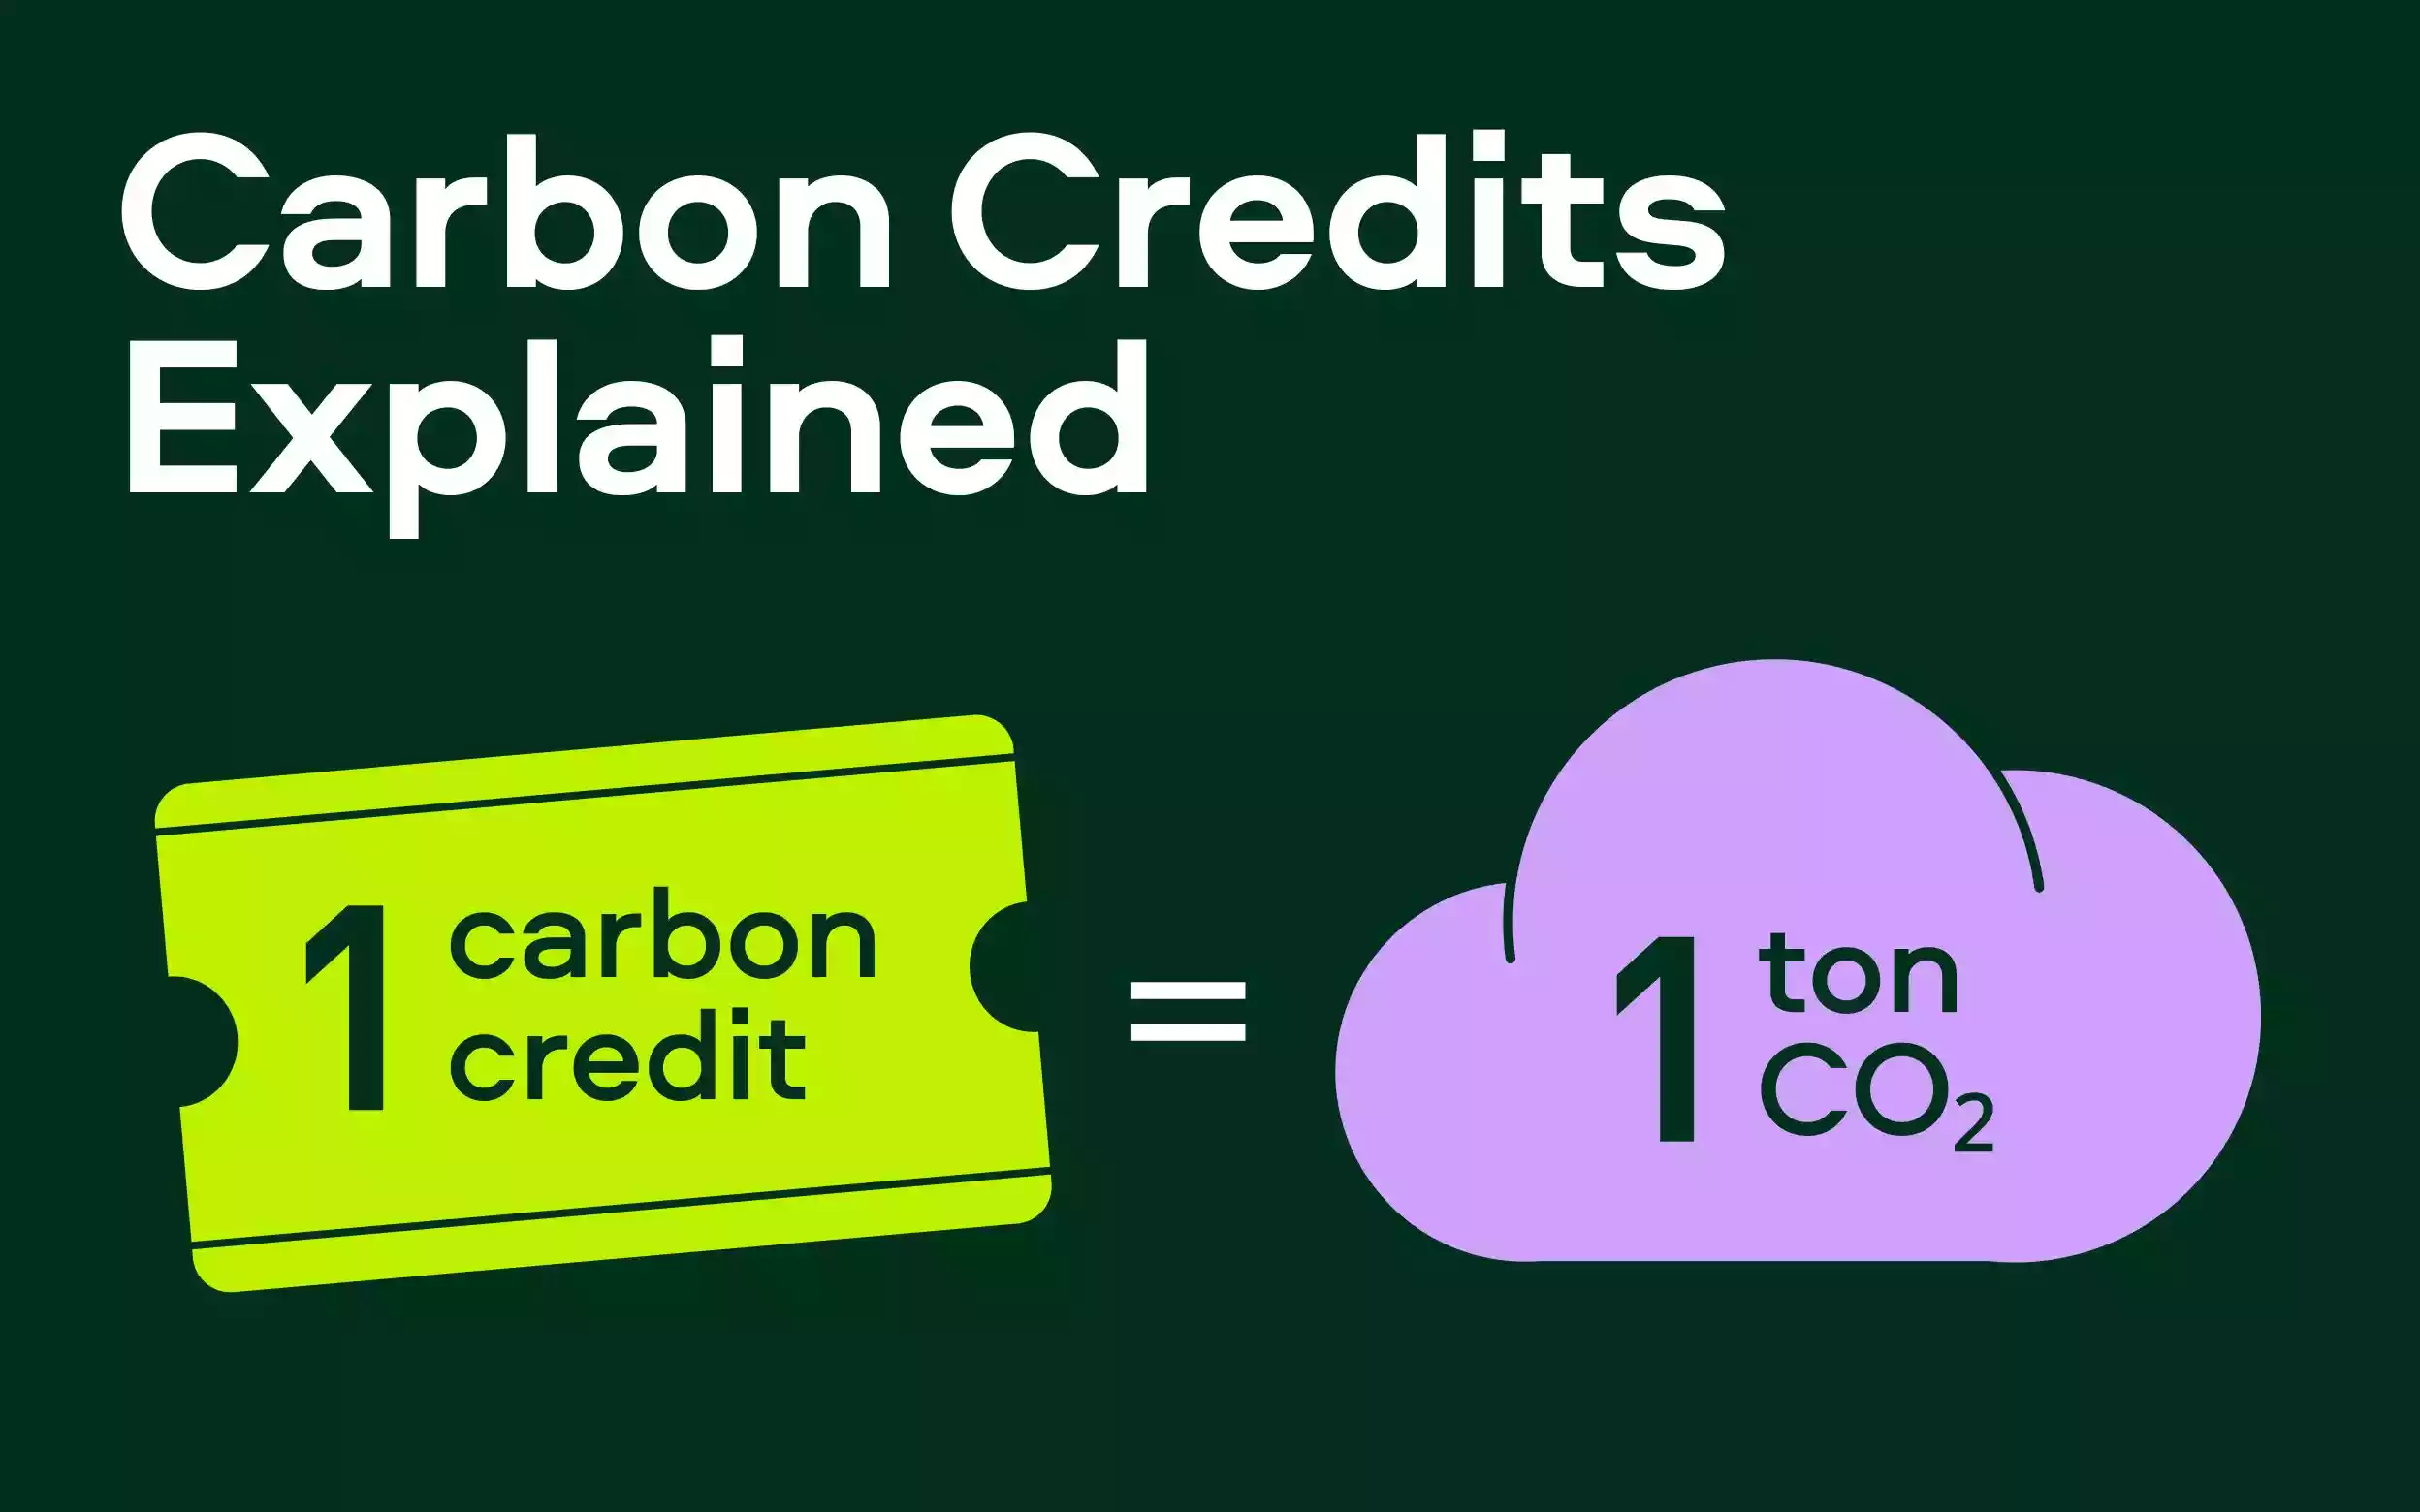 Carbon Credits
Explained
1 carbon
credit
=
1 ton
CO₂